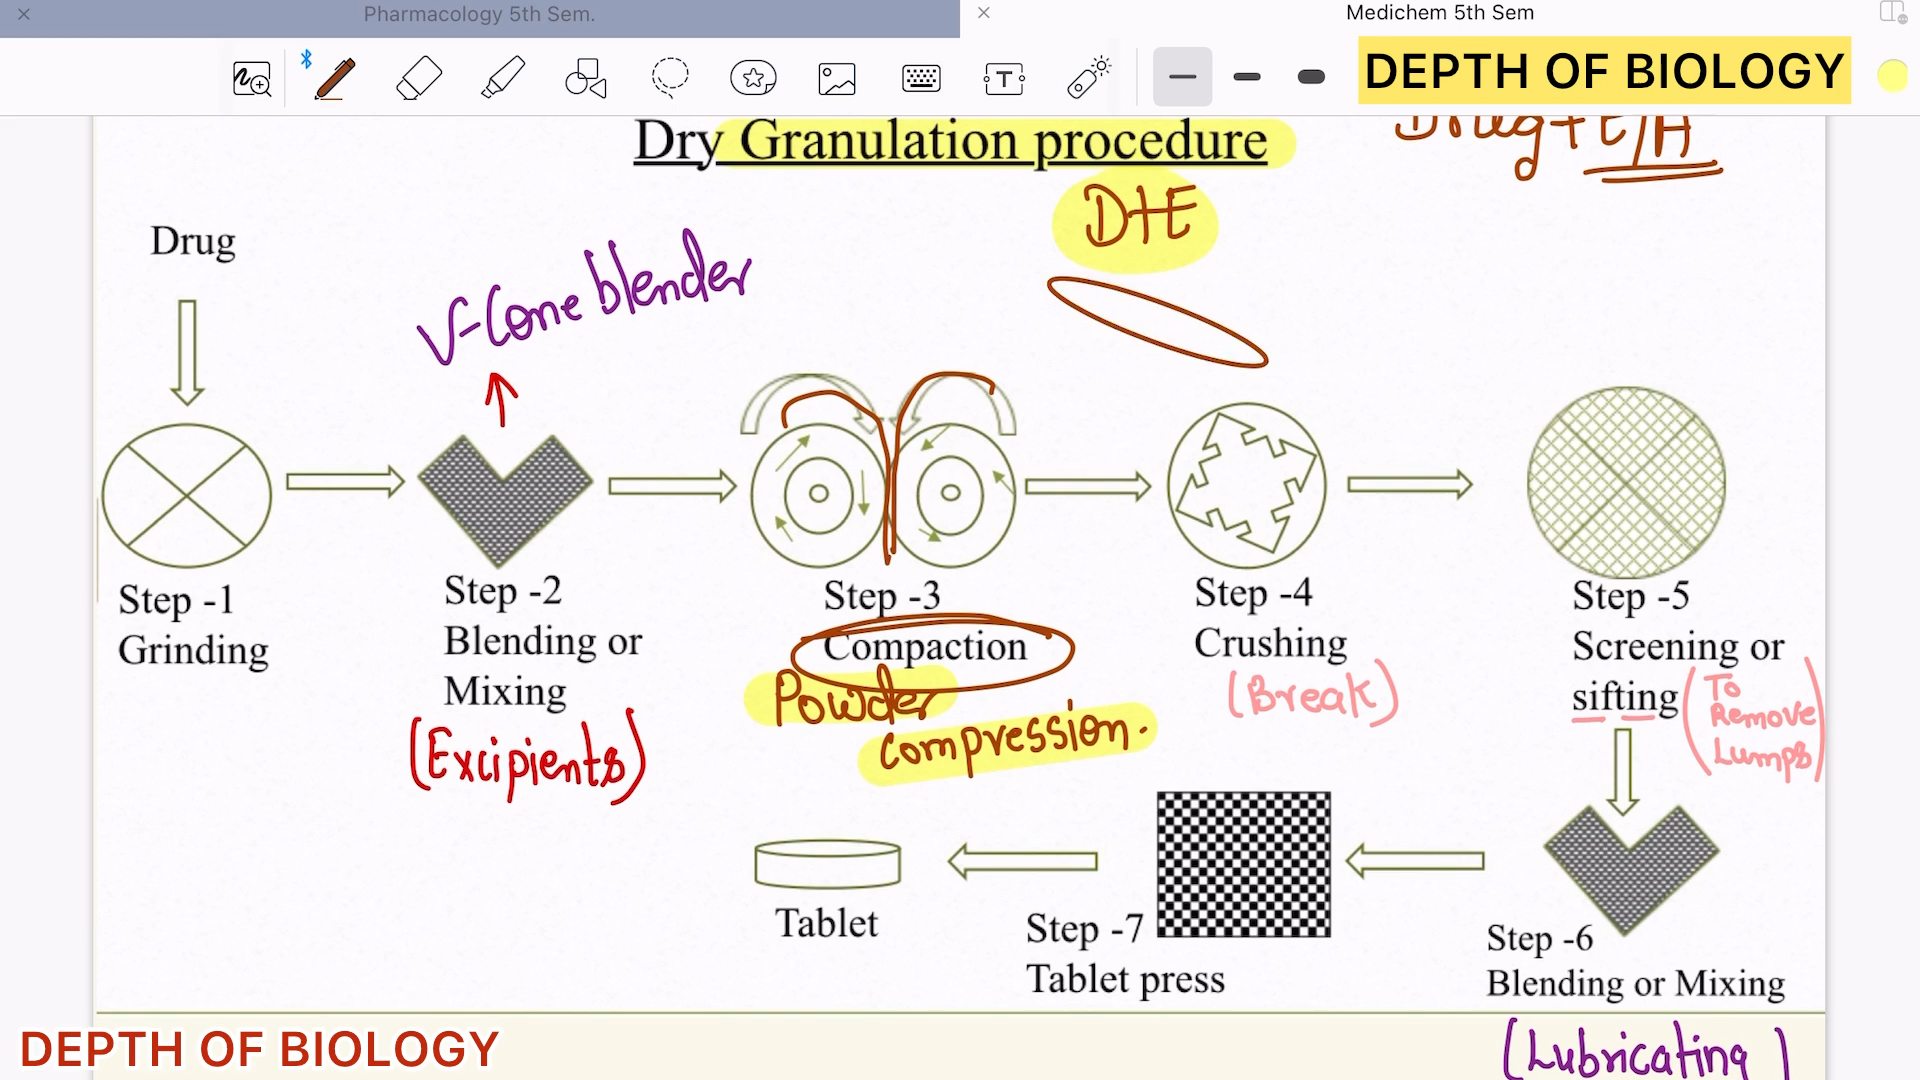 Pharmacology 5th Sem.
Medichem 5th Sem
DEPTH OF BIOLOGY
Dry Granulation procedure
Drug + E/A
D+E
Drug
V-Cone blender
Step -1
Grinding
Step -2
Blending or
Mixing
(Excipients)
Step -3
Compaction
Powder
compression.
Step -4
Crushing
(Break)
Step -5
Screening or
sifting
(To
Remove
Lumps)
Tablet
Step -7
Tablet press
Step -6
Blending or Mixing
(Lubricating)
DEPTH OF BIOLOGY